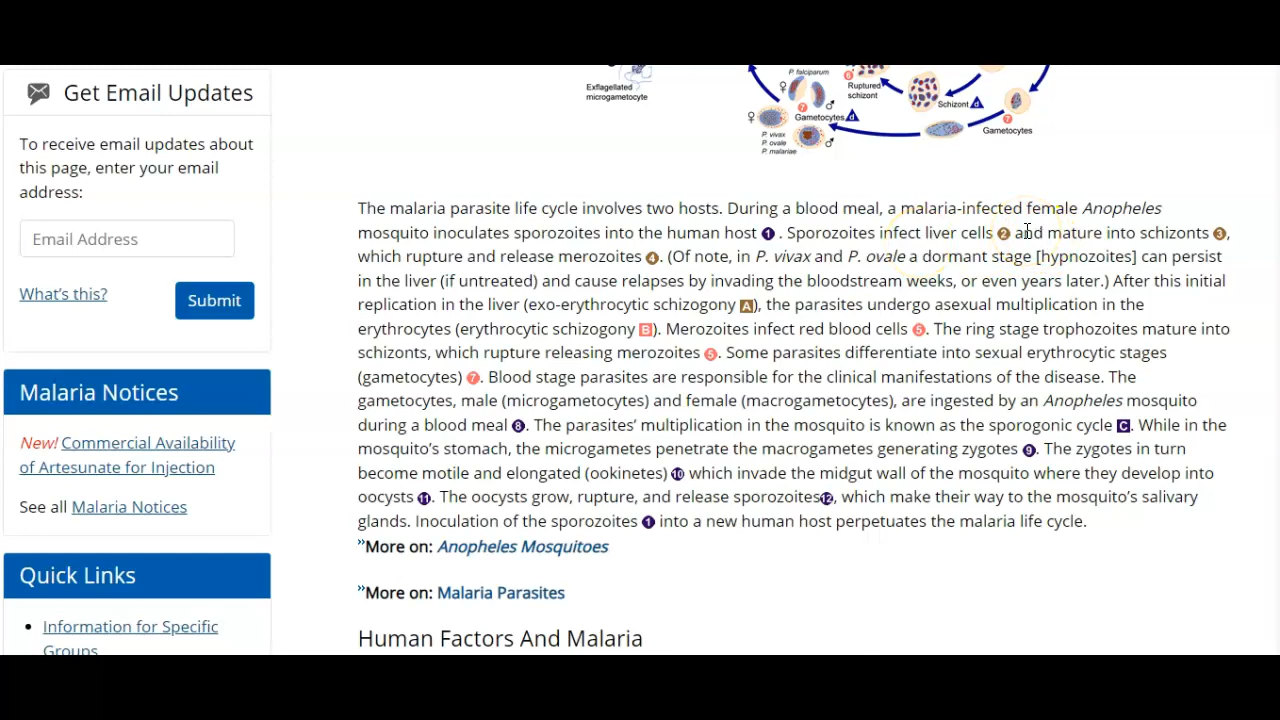 Get Email Updates
To receive email updates about
this page, enter your email
address:
Email Address
What's this?
Submit
Malaria Notices
New! Commercial Availability
of Artesunate for Injection
See all Malaria Notices
Quick Links
Information for Specific
Groups
Exflagellated
microgametocyte
P. falciparum
♀
♂
7
Gametocytes d
♀
♂
P. vivax
P. ovale
P. malariae
6
Ruptured
schizont
Schizont d
7
Gametocytes
The malaria parasite life cycle involves two hosts. During a blood meal, a malaria-infected female Anopheles
mosquito inoculates sporozoites into the human host 1 . Sporozoites infect liver cells 2 and mature into schizonts 3,
which rupture and release merozoites 4. (Of note, in P. vivax and P. ovale a dormant stage [hypnozoites] can persist
in the liver (if untreated) and cause relapses by invading the bloodstream weeks, or even years later.) After this initial
replication in the liver (exo-erythrocytic schizogony A), the parasites undergo asexual multiplication in the
erythrocytes (erythrocytic schizogony B). Merozoites infect red blood cells 5. The ring stage trophozoites mature into
schizonts, which rupture releasing merozoites 5. Some parasites differentiate into sexual erythrocytic stages
(gametocytes) 7. Blood stage parasites are responsible for the clinical manifestations of the disease. The
gametocytes, male (microgametocytes) and female (macrogametocytes), are ingested by an Anopheles mosquito
during a blood meal 8. The parasites’ multiplication in the mosquito is known as the sporogonic cycle C. While in the
mosquito’s stomach, the microgametes penetrate the macrogametes generating zygotes 9. The zygotes in turn
become motile and elongated (ookinetes) 10 which invade the midgut wall of the mosquito where they develop into
oocysts 11. The oocysts grow, rupture, and release sporozoites12, which make their way to the mosquito’s salivary
glands. Inoculation of the sporozoites 1 into a new human host perpetuates the malaria life cycle.
»More on: Anopheles Mosquitoes
»More on: Malaria Parasites
Human Factors And Malaria